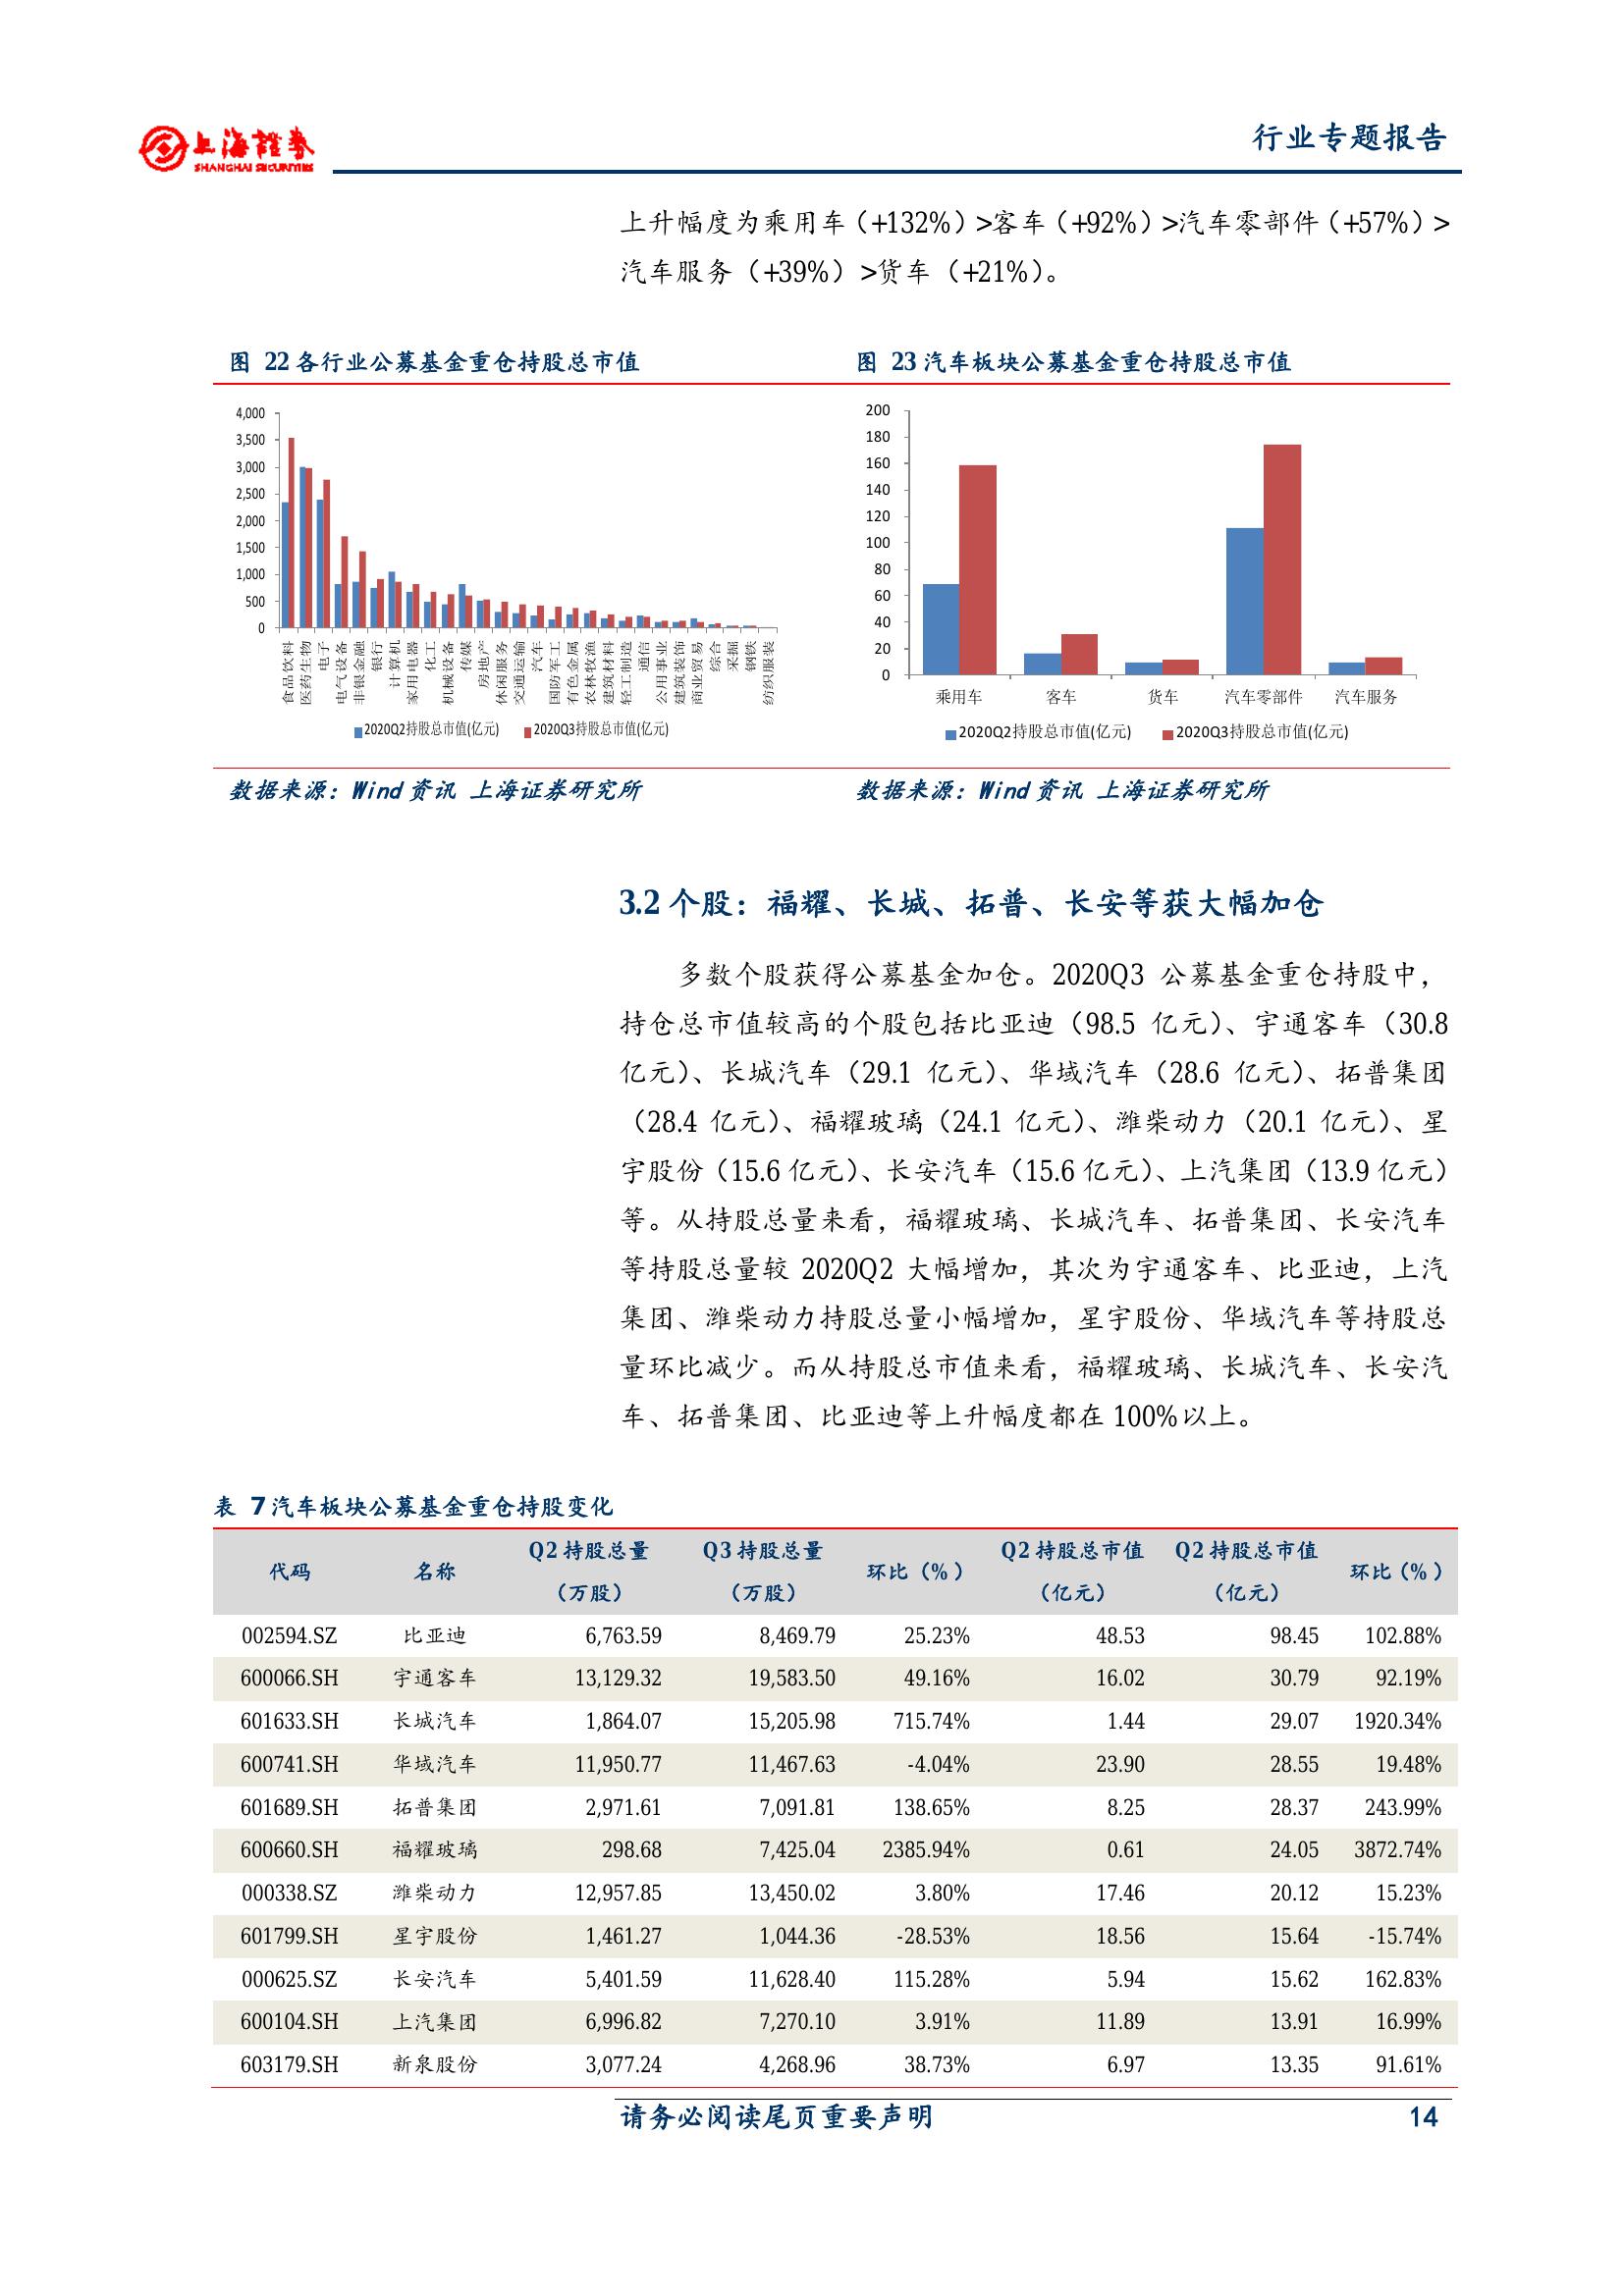 上海證券
SHANGHAI SECURITIES
行业专题报告
上升幅度为乘用车（+132%）>客车（+92%）>汽车零部件（+57%）>
汽车服务（+39%）>货车（+21%）。
图 22 各行业公募基金重仓持股总市值
4,000
3,500
3,000
2,500
2,000
1,500
1,000
500
0
食品饮料
医药生物
电子
电气设备
非银金融
银行
计算机
家用电器
化工
机械设备
传媒
房地产
休闲服务
交通运输
汽车
国防军工
有色金属
农林牧渔
建筑材料
轻工制造
通信
公用事业
建筑装饰
商业贸易
综合
采掘
钢铁
纺织服装
2020Q2持股总市值(亿元) 2020Q3持股总市值(亿元)
数据来源：Wind 资讯 上海证券研究所
图 23 汽车板块公募基金重仓持股总市值
200
180
160
140
120
100
80
60
40
20
0
乘用车 客车 货车 汽车零部件 汽车服务
2020Q2持股总市值(亿元) 2020Q3持股总市值(亿元)
数据来源：Wind 资讯 上海证券研究所
3.2 个股：福耀、长城、拓普、长安等获大幅加仓
多数个股获得公募基金加仓。2020Q3 公募基金重仓持股中，
持仓总市值较高的个股包括比亚迪（98.5 亿元）、宇通客车（30.8
亿元）、长城汽车（29.1 亿元）、华域汽车（28.6 亿元）、拓普集团
（28.4 亿元）、福耀玻璃（24.1 亿元）、潍柴动力（20.1 亿元）、星
宇股份（15.6 亿元）、长安汽车（15.6 亿元）、上汽集团（13.9 亿元）
等。从持股总量来看，福耀玻璃、长城汽车、拓普集团、长安汽车
等持股总量较 2020Q2 大幅增加，其次为宇通客车、比亚迪，上汽
集团、潍柴动力持股总量小幅增加，星宇股份、华域汽车等持股总
量环比减少。而从持股总市值来看，福耀玻璃、长城汽车、长安汽
车、拓普集团、比亚迪等上升幅度都在 100%以上。
表 7 汽车板块公募基金重仓持股变化
代码 名称 Q2 持股总量（万股） Q3 持股总量（万股） 环比（%） Q2 持股总市值（亿元） Q2 持股总市值（亿元） 环比（%）
002594.SZ 比亚迪 6,763.59 8,469.79 25.23% 48.53 98.45 102.88%
600066.SH 宇通客车 13,129.32 19,583.50 49.16% 16.02 30.79 92.19%
601633.SH 长城汽车 1,864.07 15,205.98 715.74% 1.44 29.07 1920.34%
600741.SH 华域汽车 11,950.77 11,467.63 -4.04% 23.90 28.55 19.48%
601689.SH 拓普集团 2,971.61 7,091.81 138.65% 8.25 28.37 243.99%
600660.SH 福耀玻璃 298.68 7,425.04 2385.94% 0.61 24.05 3872.74%
000338.SZ 潍柴动力 12,957.85 13,450.02 3.80% 17.46 20.12 15.23%
601799.SH 星宇股份 1,461.27 1,044.36 -28.53% 18.56 15.64 -15.74%
000625.SZ 长安汽车 5,401.59 11,628.40 115.28% 5.94 15.62 162.83%
600104.SH 上汽集团 6,996.82 7,270.10 3.91% 11.89 13.91 16.99%
603179.SH 新泉股份 3,077.24 4,268.96 38.73% 6.97 13.35 91.61%
请务必阅读尾页重要声明 14